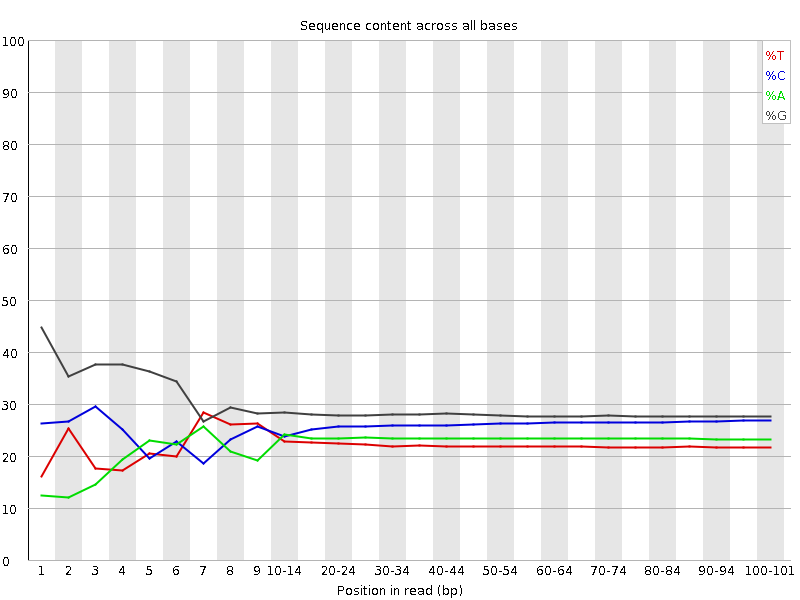 Sequence content across all bases
100
90
80
70
60
50
40
30
20
10
0
%T
%C
%A
%G
1 2 3 4 5 6 7 8 9 10-14 20-24 30-34 40-44 50-54 60-64 70-74 80-84 90-94 100-101
Position in read (bp)